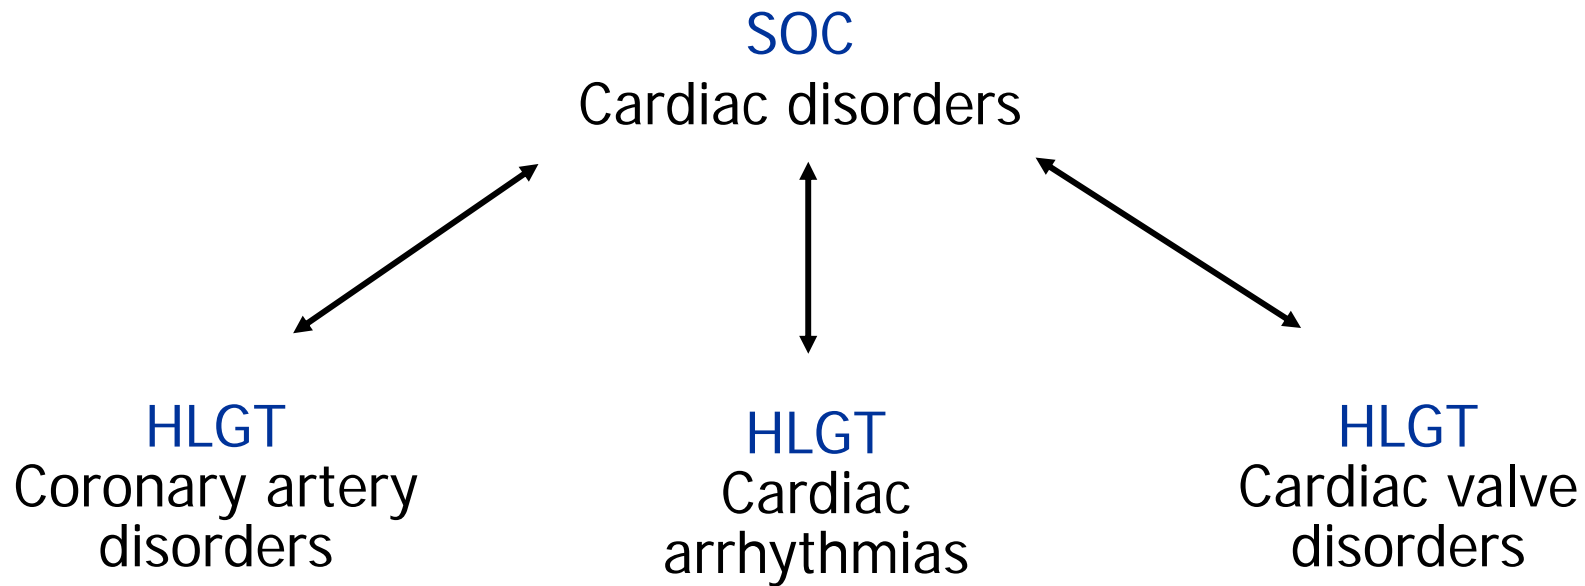 SOC
Cardiac disorders
HLGT
Coronary artery
disorders
HLGT
Cardiac
arrhythmias
HLGT
Cardiac valve
disorders